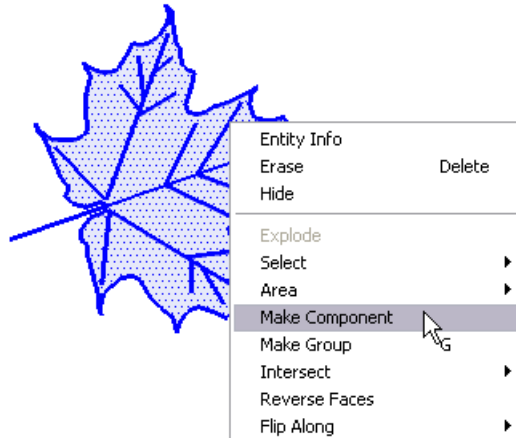 Entity Info
Erase Delete
Hide
Explode
Select
Area
Make Component
Make Group G
Intersect
Reverse Faces
Flip Along